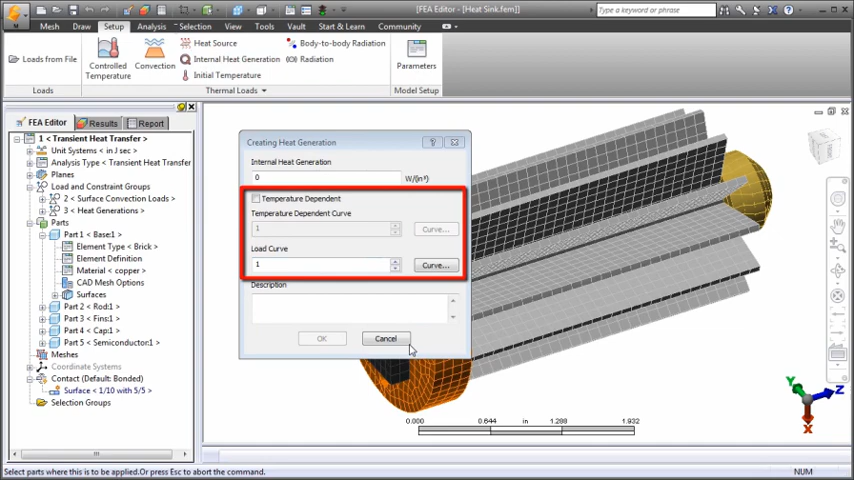 FEA Editor - [Heat Sink.fem]
Type a keyword or phrase
Mesh Draw Setup Analysis Selection View Tools Vault Start & Learn Community
Loads from File
Controlled Temperature
Convection
Heat Source
Internal Heat Generation
Initial Temperature
Body-to-body Radiation
Radiation
Parameters
Loads
Thermal Loads
Model Setup
FEA Editor Results Report
1 < Transient Heat Transfer >
Unit Systems < in J sec >
Analysis Type < Transient Heat Transfer
Planes
Load and Constraint Groups
2 < Surface Convection Loads >
3 < Heat Generations >
Parts
Part 1 < Base:1 >
Element Type < Brick >
CAD Definition
Material < copper >
CAD Mesh Options
Surfaces
Part 2 < Rod:1 >
Part 3 < Fins:1 >
Part 4 < Cap:1 >
Part 5 < Semiconductor:1 >
Meshes
Coordinate Systems
Contact (Default: Bonded)
Surface < 1/10 with 5/5 >
Selection Groups
Creating Heat Generation
Internal Heat Generation
0 W/(in³)
Temperature Dependent
Temperature Dependent Curve
1 Curve...
Load Curve
1 Curve...
Description
OK Cancel
0.000 0.644 in 1.288 1.932
Y
Z
X
Select parts where this is to be applied.Or press Esc to abort the command.
NUM